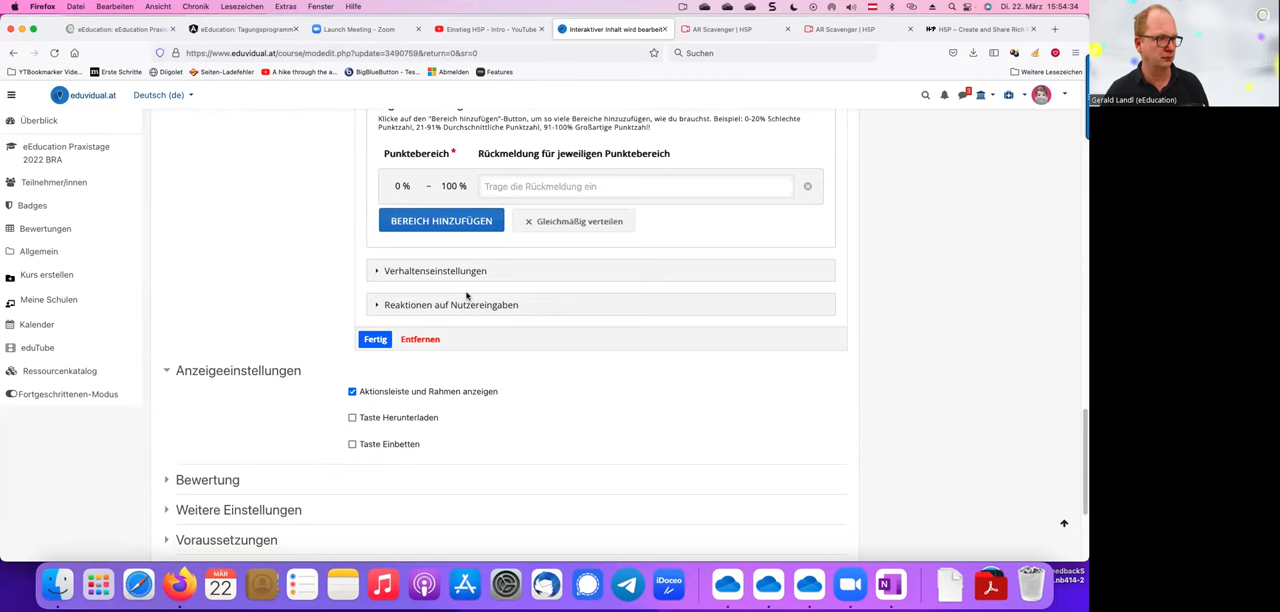 Firefox Datei Bearbeiten Ansicht Chronik Lesezeichen Extras Fenster Hilfe Di. 22. März 15:54:34
eEducation: eEducation Praxis eEducation: Tagungsprogramm Launch Meeting - Zoom Einstieg H5P - Intro - YouTube Interaktiver Inhalt wird bearbeit AR Scavenger | H5P AR Scavenger | H5P H5P – Create and Share Rich
https://www.eduvidual.at/course/modedit.php?update=3490759&return=0&sr=0 Suchen
YTBookmarker Vide... Erste Schritte Digolet Seiten-Ladefehler A hike through the a... BigBlueButton - Tes... Abmelden Features Weitere Lesezeichen
eduvidual.at Deutsch (de)
Gerald Landl (eEducation)
Überblick
eEducation Praxistage
2022 BRA
Teilnehmer/innen
Badges
Bewertungen
Allgemein
Kurs erstellen
Meine Schulen
Kalender
eduTube
Ressourcenkatalog
Fortgeschrittenen-Modus
Klicke auf den "Bereich hinzufügen"-Button, um so viele Bereiche hinzuzufügen, wie du brauchst. Beispiel: 0-20% Schlechte
Punktzahl, 21-91% Durchschnittliche Punktzahl, 91-100% Großartige Punktzahl!
Punktebereich * Rückmeldung für jeweiligen Punktebereich
0 % – 100 % Trage die Rückmeldung ein
BEREICH HINZUFÜGEN Gleichmäßig verteilen
Verhaltenseinstellungen
Reaktionen auf Nutzereingaben
Fertig Entfernen
Anzeigeeinstellungen
Aktionsleiste und Rahmen anzeigen
Taste Herunterladen
Taste Einbetten
Bewertung
Weitere Einstellungen
Voraussetzungen
MÄR
22
iDoceo